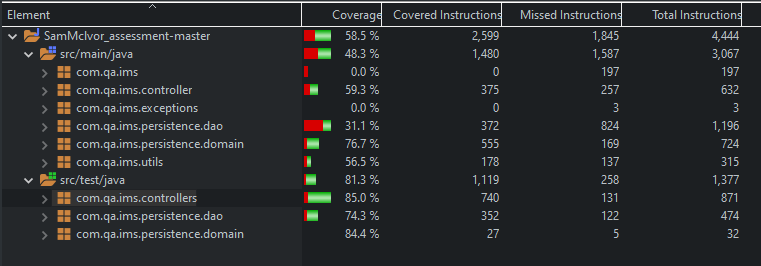 Element Coverage Covered Instructions Missed Instructions Total Instructions
SamMcIvor_assessment-master 58.5 % 2,599 1,845 4,444
src/main/java 48.3 % 1,480 1,587 3,067
com.qa.ims 0.0 % 0 197 197
com.qa.ims.controller 59.3 % 375 257 632
com.qa.ims.exceptions 0.0 % 0 3 3
com.qa.ims.persistence.dao 31.1 % 372 824 1,196
com.qa.ims.persistence.domain 76.7 % 555 169 724
com.qa.ims.utils 56.5 % 178 137 315
src/test/java 81.3 % 1,119 258 1,377
com.qa.ims.controllers 85.0 % 740 131 871
com.qa.ims.persistence.dao 74.3 % 352 122 474
com.qa.ims.persistence.domain 84.4 % 27 5 32